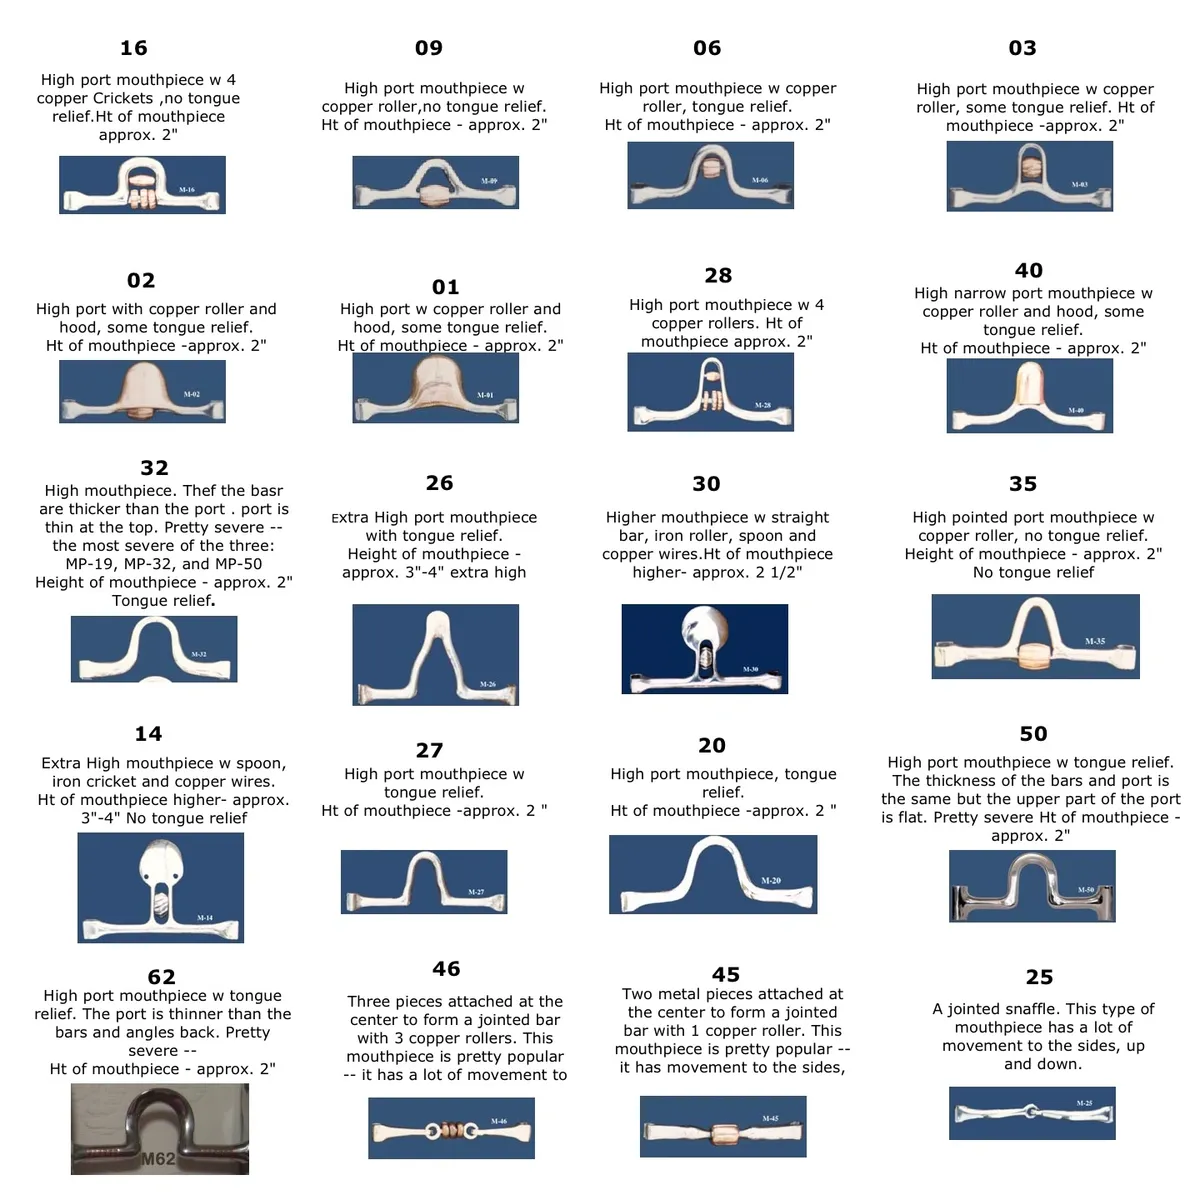 16
High port mouthpiece w 4
copper Crickets ,no tongue
relief.Ht of mouthpiece
approx. 2"
M-16
09
High port mouthpiece w
copper roller,no tongue relief.
Ht of mouthpiece - approx. 2"
M-09
06
High port mouthpiece w copper
roller, tongue relief.
Ht of mouthpiece - approx. 2"
M-06
03
High port mouthpiece w copper
roller, some tongue relief. Ht of
mouthpiece -approx. 2"
M-03
02
High port with copper roller and
hood, some tongue relief.
Ht of mouthpiece -approx. 2"
M-02
01
High port w copper roller and
hood, some tongue relief.
Ht of mouthpiece - approx. 2"
M-01
28
High port mouthpiece w 4
copper rollers. Ht of
mouthpiece approx. 2"
M-28
40
High narrow port mouthpiece w
copper roller and hood, some
tongue relief.
Ht of mouthpiece - approx. 2"
M-40
32
High mouthpiece. Thef the basr
are thicker than the port . port is
thin at the top. Pretty severe --
the most severe of the three:
MP-19, MP-32, and MP-50
Height of mouthpiece - approx. 2"
Tongue relief.
M-32
26
Extra High port mouthpiece
with tongue relief.
Height of mouthpiece -
approx. 3"-4" extra high
M-26
30
Higher mouthpiece w straight
bar, iron roller, spoon and
copper wires.Ht of mouthpiece
higher- approx. 2 1/2"
M-30
35
High pointed port mouthpiece w
copper roller, no tongue relief.
Height of mouthpiece - approx. 2"
No tongue relief
M-35
14
Extra High mouthpiece w spoon,
iron cricket and copper wires.
Ht of mouthpiece higher- approx.
3"-4" No tongue relief
M-14
27
High port mouthpiece w
tongue relief.
Ht of mouthpiece -approx. 2 "
M-27
20
High port mouthpiece, tongue
relief.
Ht of mouthpiece -approx. 2 "
M-20
50
High port mouthpiece w tongue relief.
The thickness of the bars and port is
the same but the upper part of the port
is flat. Pretty severe Ht of mouthpiece -
approx. 2"
M-50
62
High port mouthpiece w tongue
relief. The port is thinner than the
bars and angles back. Pretty
severe --
Ht of mouthpiece - approx. 2"
M62
46
Three pieces attached at the
center to form a jointed bar
with 3 copper rollers. This
mouthpiece is pretty popular
-- it has a lot of movement to
M-46
45
Two metal pieces attached at
the center to form a jointed
bar with 1 copper roller. This
mouthpiece is pretty popular --
it has movement to the sides,
M-45
25
A jointed snaffle. This type of
mouthpiece has a lot of
movement to the sides, up
and down.
M-25